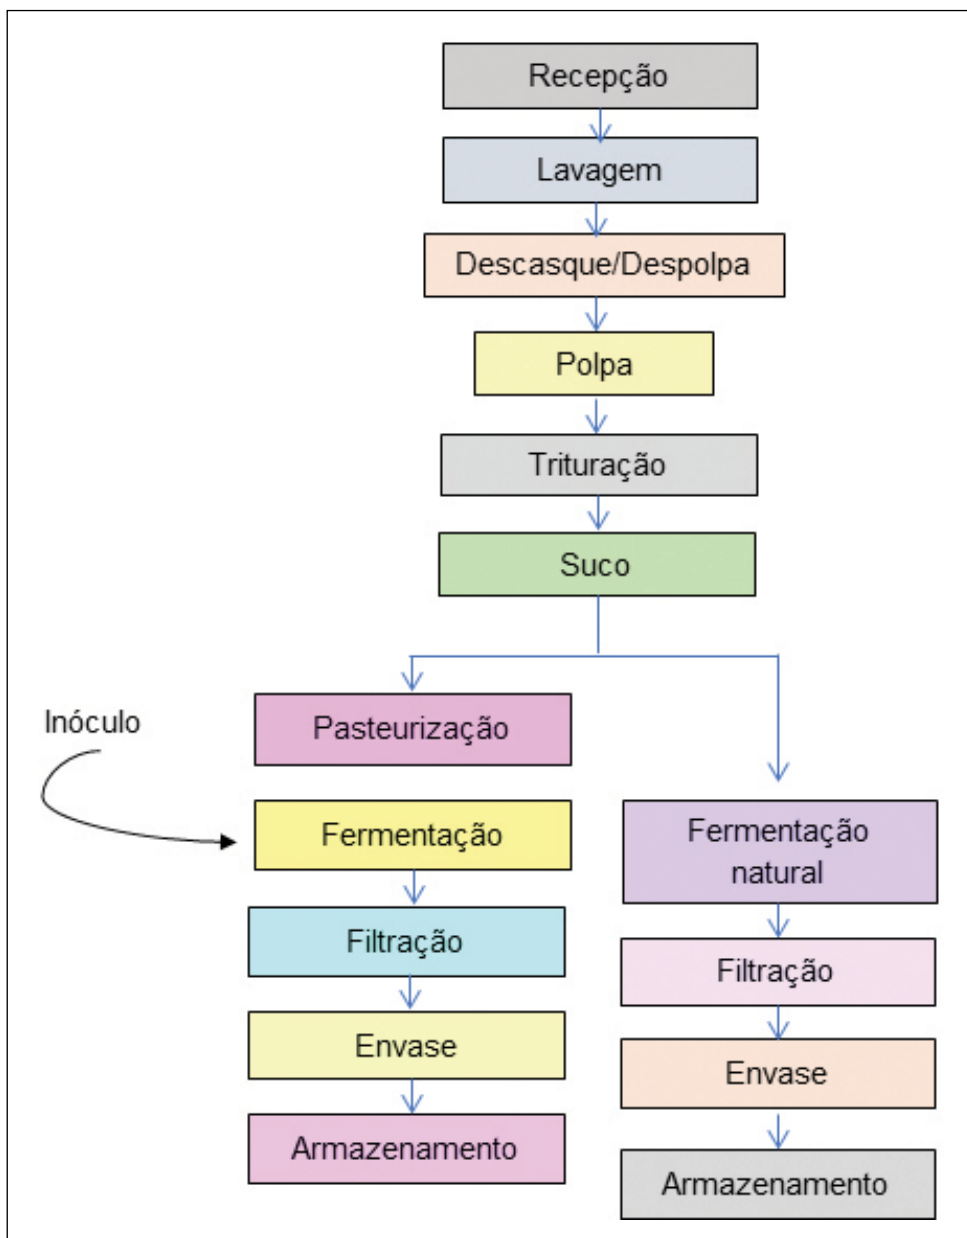 Recepção
Lavagem
Descasque/Despolpa
Polpa
Trituração
Suco
Inóculo
Pasteurização
Fermentação
Filtração
Envase
Armazenamento
Fermentação
natural
Filtração
Envase
Armazenamento